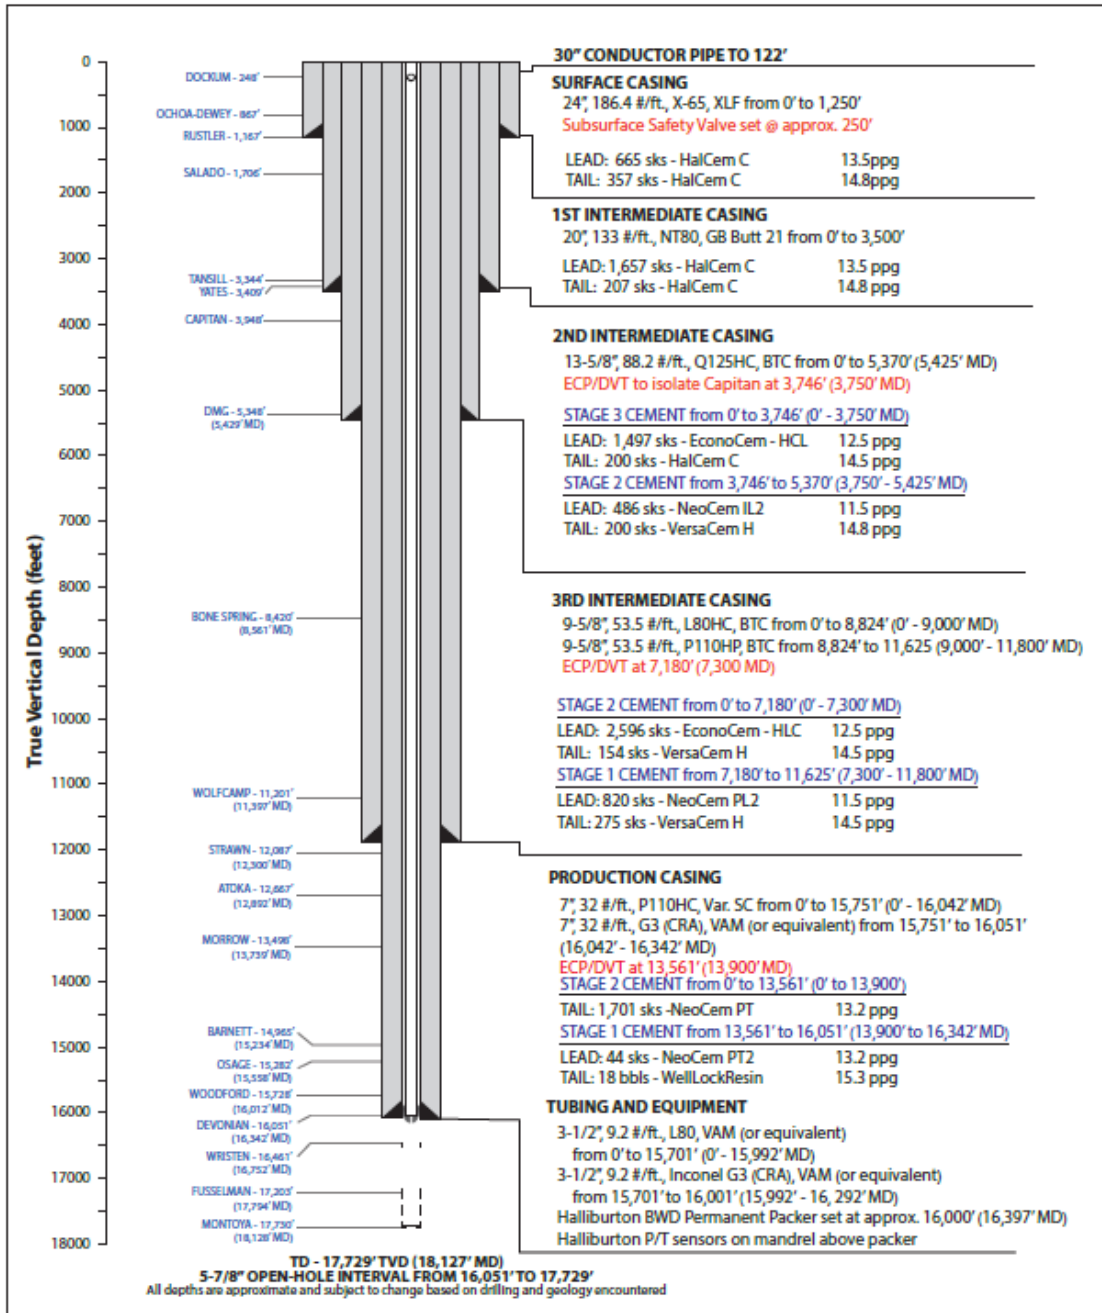 30" CONDUCTOR PIPE TO 122'
SURFACE CASING
24", 186.4 #/ft., X-65, XLF from 0' to 1,250'
Subsurface Safety Valve set @ approx. 250'
LEAD: 665 sks - HalCem C 13.5ppg
TAIL: 357 sks - HalCem C 14.8ppg
1ST INTERMEDIATE CASING
20", 133 #/ft., NT80, GB Butt 21 from 0' to 3,500'
LEAD: 1,657 sks - HalCem C 13.5 ppg
TAIL: 207 sks - HalCem C 14.8 ppg
2ND INTERMEDIATE CASING
13-5/8", 88.2 #/ft., Q125HC, BTC from 0' to 5,370' (5,425' MD)
ECP/DVT to isolate Capitan at 3,746' (3,750' MD)
STAGE 3 CEMENT from 0' to 3,746' (0' - 3,750' MD)
LEAD: 1,497 sks - EconoCem - HCL 12.5 ppg
TAIL: 200 sks - HalCem C 14.5 ppg
STAGE 2 CEMENT from 3,746' to 5,370' (3,750' - 5,425' MD)
LEAD: 486 sks - NeoCem IL2 11.5 ppg
TAIL: 200 sks - VersaCem H 14.8 ppg
3RD INTERMEDIATE CASING
9-5/8", 53.5 #/ft., L80HC, BTC from 0' to 8,824' (0' - 9,000' MD)
9-5/8", 53.5 #/ft., P110HP, BTC from 8,824' to 11,625 (9,000' - 11,800' MD)
ECP/DVT at 7,180' (7,300 MD)
STAGE 2 CEMENT from 0' to 7,180' (0' - 7,300' MD)
LEAD: 2,596 sks - EconoCem - HLC 12.5 ppg
TAIL: 154 sks - VersaCem H 14.5 ppg
STAGE 1 CEMENT from 7,180' to 11,625' (7,300' - 11,800' MD)
LEAD: 820 sks - NeoCem PL2 11.5 ppg
TAIL: 275 sks - VersaCem H 14.5 ppg
PRODUCTION CASING
7", 32 #/ft., P110HC, Var. SC from 0' to 15,751' (0' - 16,042' MD)
7", 32 #/ft., G3 (CRA), VAM (or equivalent) from 15,751' to 16,051'
(16,042' - 16,342' MD)
ECP/DVT at 13,561' (13,900' MD)
STAGE 2 CEMENT from 0' to 13,561' (0' to 13,900')
TAIL: 1,701 sks -NeoCem PT 13.2 ppg
STAGE 1 CEMENT from 13,561' to 16,051' (13,900' to 16,342' MD)
LEAD: 44 sks - NeoCem PT2 13.2 ppg
TAIL: 18 bbls - WellLockResin 15.3 ppg
TUBING AND EQUIPMENT
3-1/2", 9.2 #/ft., L80, VAM (or equivalent)
from 0' to 15,701' (0' - 15,992' MD)
3-1/2", 9.2 #/ft., Inconel G3 (CRA), VAM (or equivalent)
from 15,701' to 16,001' (15,992' - 16, 292' MD)
Halliburton BWD Permanent Packer set at approx. 16,000' (16,397' MD)
Halliburton P/T sensors on mandrel above packer
True Vertical Depth (feet)
0
1000
2000
3000
4000
5000
6000
7000
8000
9000
10000
11000
12000
13000
14000
15000
16000
17000
18000
DOCKUM - 248'
OCHOA-DEWEY - 867'
RUSTLER - 1,167'
SALADO - 1,706'
TANSILL - 3,344'
YATES - 3,409'
CAPITAN - 3,948'
DMG - 5,348'
(5,429' MD)
BONE SPRING - 8,420'
(8,561' MD)
WOLFCAMP - 11,201'
(11,397' MD)
STRAWN - 12,087'
(12,300' MD)
ATOKA - 12,667'
(12,892' MD)
MORROW - 13,498'
(13,739' MD)
BARNETT - 14,965'
(15,234' MD)
OSAGE - 15,282'
(15,558' MD)
WOODFORD - 15,728'
(16,012' MD)
DEVONIAN - 16,051'
(16,342' MD)
WRISTEN - 16,461'
(16,752' MD)
FUSSELMAN - 17,203'
(17,794' MD)
MONTOYA - 17,730'
(18,128' MD)
TD - 17,729' TVD (18,127' MD)
5-7/8" OPEN-HOLE INTERVAL FROM 16,051' TO 17,729'
All depths are approximate and subject to change based on drilling and geology encountered